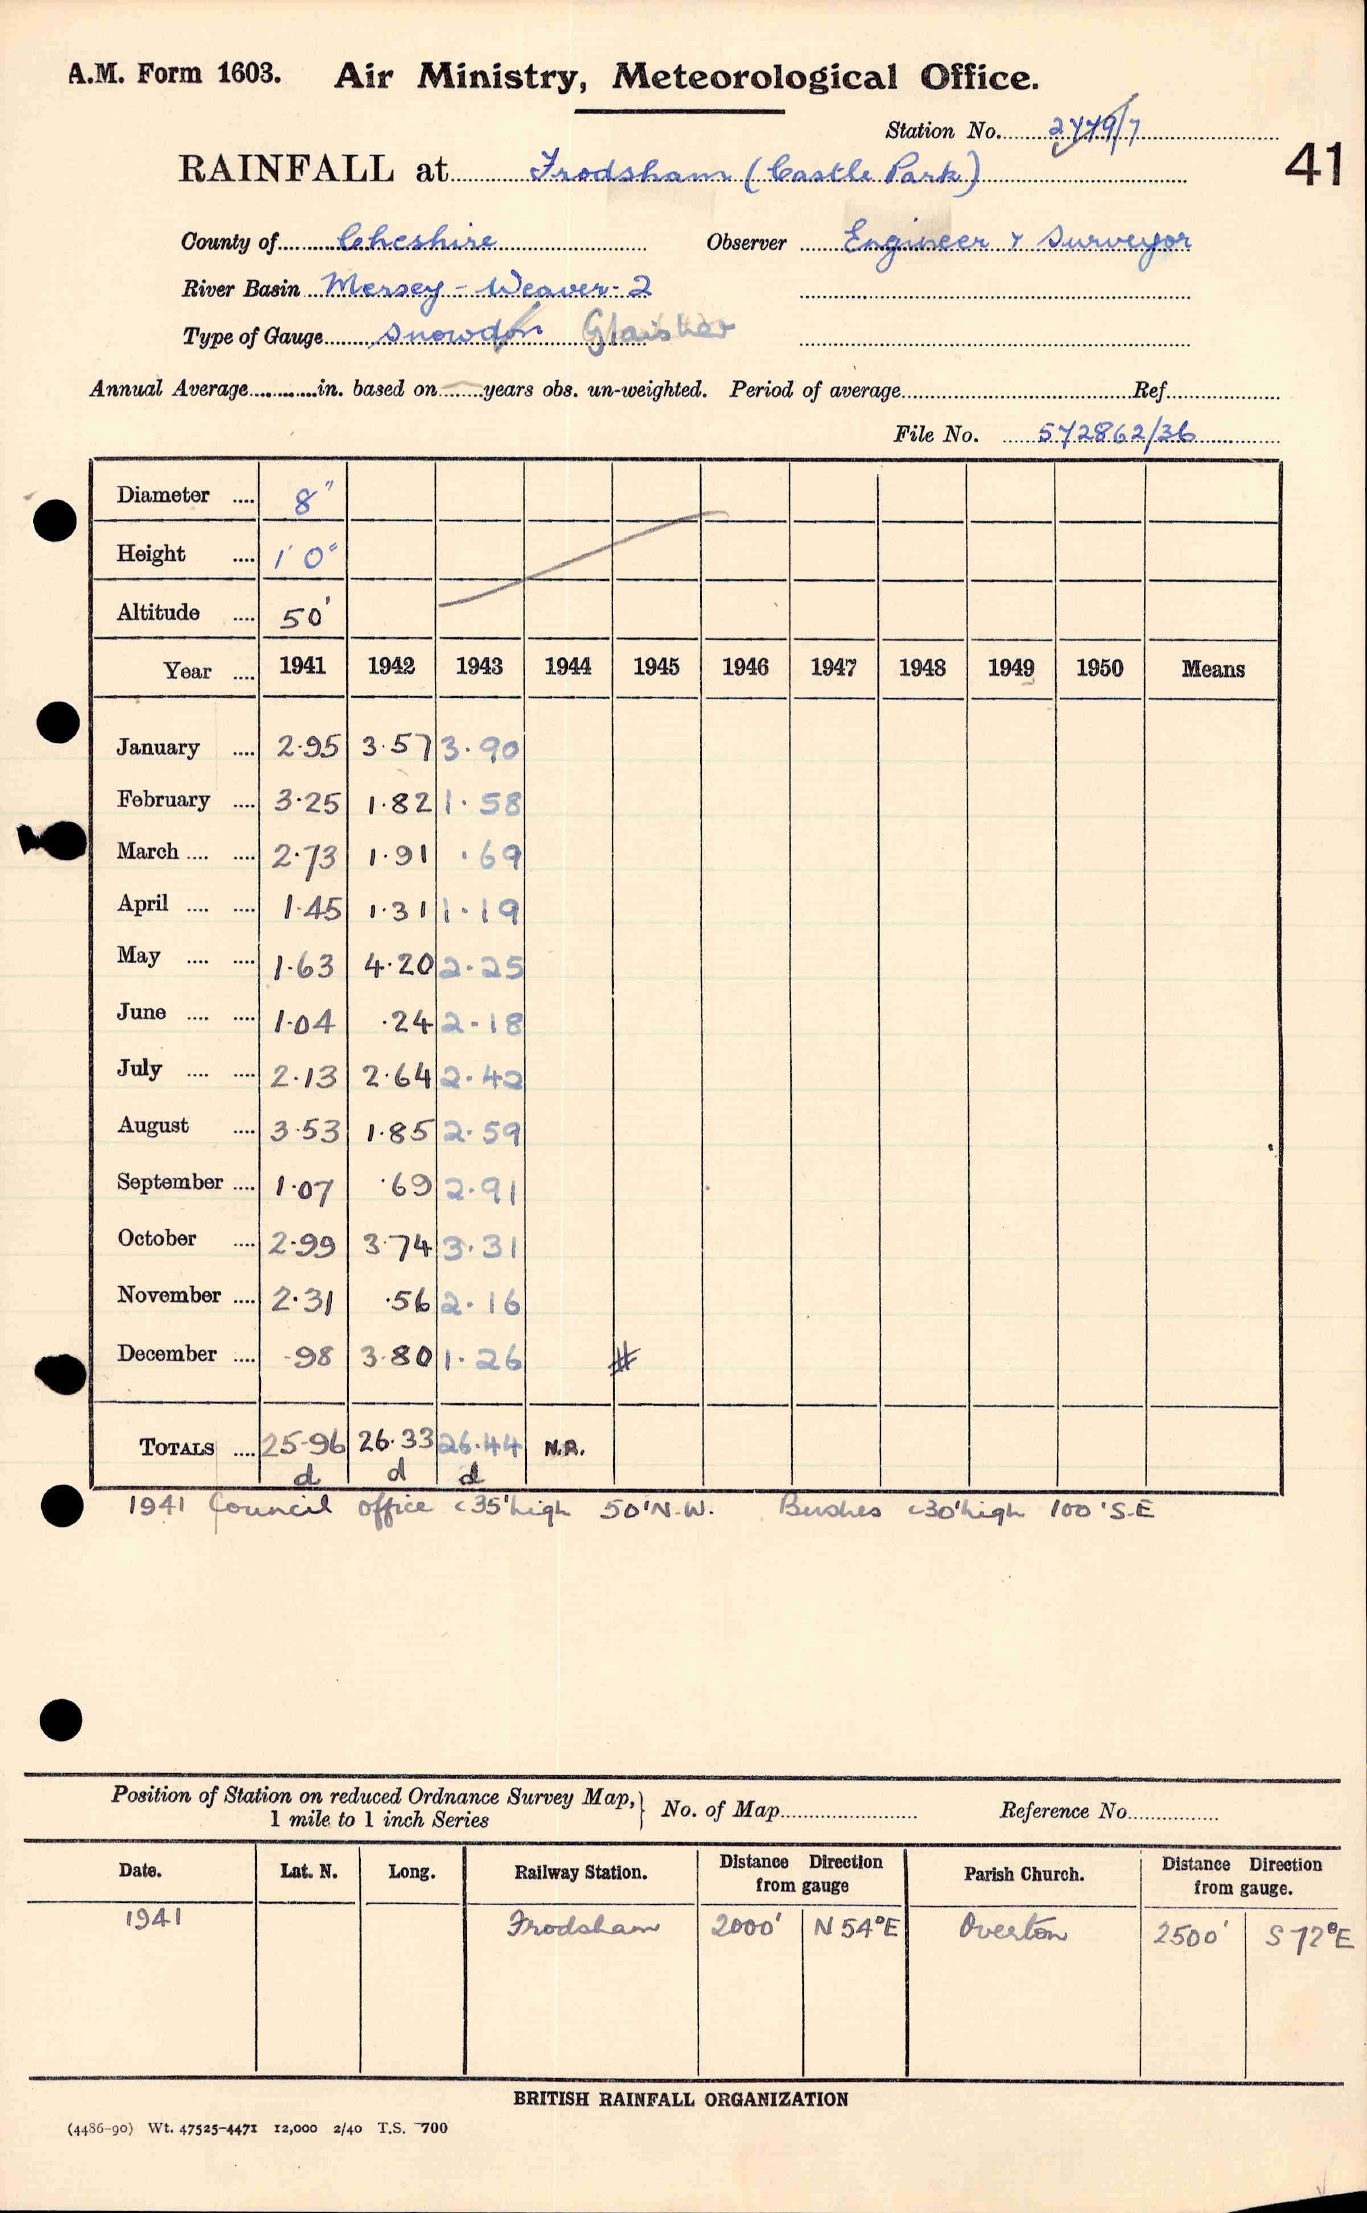 A.M. Form 1603. Air Ministry, Meteorological Office.
Station No. 2779/7
41
RAINFALL at Frodsham (Castle Park)
County of Cheshire Observer Engineer & Surveyor
River Basin Mersey - Weaver - 2
Type of Gauge Snowdon Glaisher
Annual Average in. based on years obs. un-weighted. Period of average Ref.
File No. 572862/36
Diameter 8"
Height 1' 0"
Altitude 50'
Year 1941 1942 1943 1944 1945 1946 1947 1948 1949 1950 Means
January 2.95 3.57 3.90
February 3.25 1.82 1.58
March 2.73 1.91 .69
April 1.45 1.31 1.19
May 1.63 4.20 2.25
June 1.04 .24 2.18
July 2.13 2.64 2.42
August 3.53 1.85 2.59
September 1.07 .69 2.91
October 2.99 3.74 3.31
November 2.31 .56 2.16
December .98 3.80 1.26 #
TOTALS 25.96 26.33 26.44 N.R.
d d d
1941 Council office <35' high 50' N.W. Bushes <30' high 100' S.E
Position of Station on reduced Ordnance Survey Map, } No. of Map Reference No.
1 mile to 1 inch Series
Date. Lat. N. Long. Railway Station. Distance Direction from gauge Parish Church. Distance Direction from gauge.
1941 Frodsham 2000' N 54° E Overton 2500' S 72° E
BRITISH RAINFALL ORGANIZATION
(4486-90) Wt. 47525-4471 12,000 2/40 T.S. 700